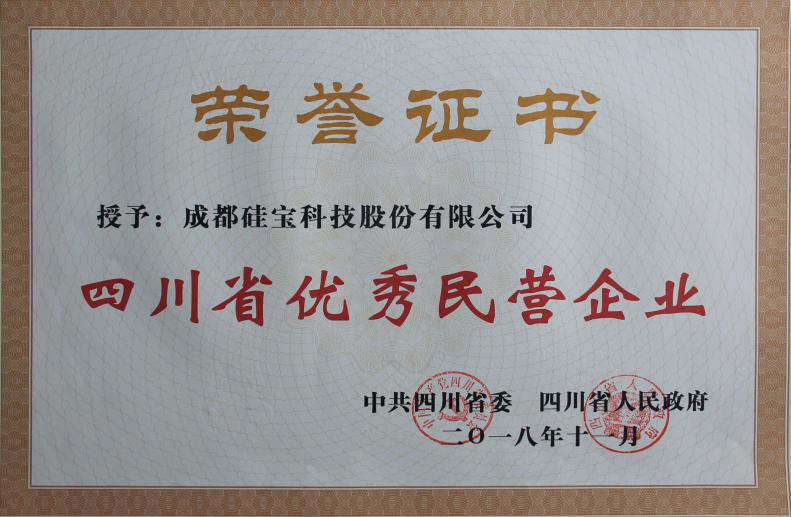 荣誉证书
授予：成都硅宝科技股份有限公司
四川省优秀民营企业
中共四川省委 四川省人民政府
二〇一八年十一月